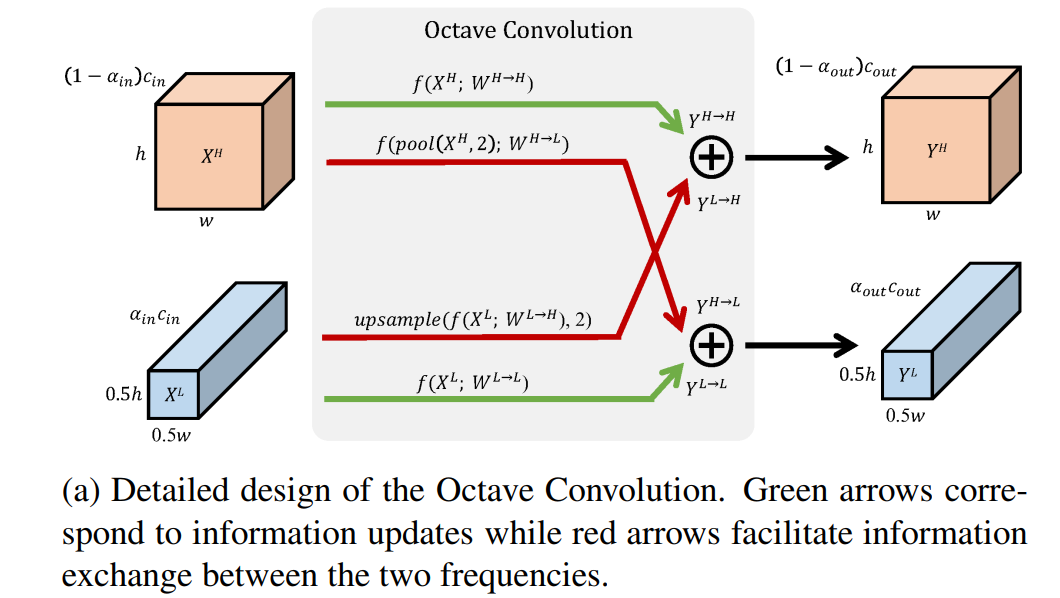 Octave Convolution
(1 − α_in)c_in
h
X^H
w
f(X^H; W^{H→H})
f(pool(X^H, 2); W^{H→L})
Y^{H→H}
Y^{L→H}
(1 − α_out)c_out
h
Y^H
w
α_in c_in
0.5h
X^L
0.5w
upsample(f(X^L; W^{L→H}), 2)
f(X^L; W^{L→L})
Y^{H→L}
Y^{L→L}
α_out c_out
0.5h
Y^L
0.5w
(a) Detailed design of the Octave Convolution. Green arrows corre-
spond to information updates while red arrows facilitate information
exchange between the two frequencies.